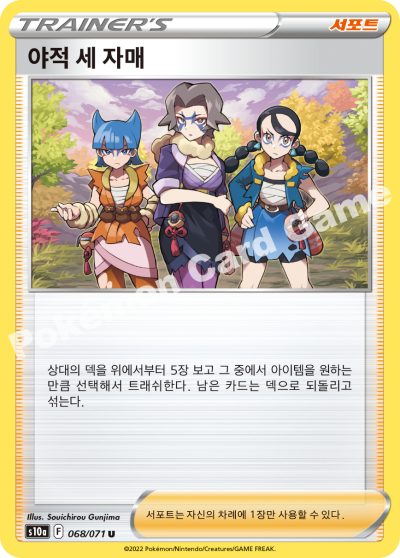 TRAINER'S
서포트
야적 세 자매
Pokémon Card Game
상대의 덱을 위에서부터 5장 보고 그 중에서 아이템을 원하는
만큼 선택해서 트래쉬한다. 남은 카드는 덱으로 되돌리고
섞는다.
Illus. Souichirou Gunjima
s10a F 068/071 U
서포트는 자신의 차례에 1장만 사용할 수 있다.
©2022 Pokémon/Nintendo/Creatures/GAME FREAK.